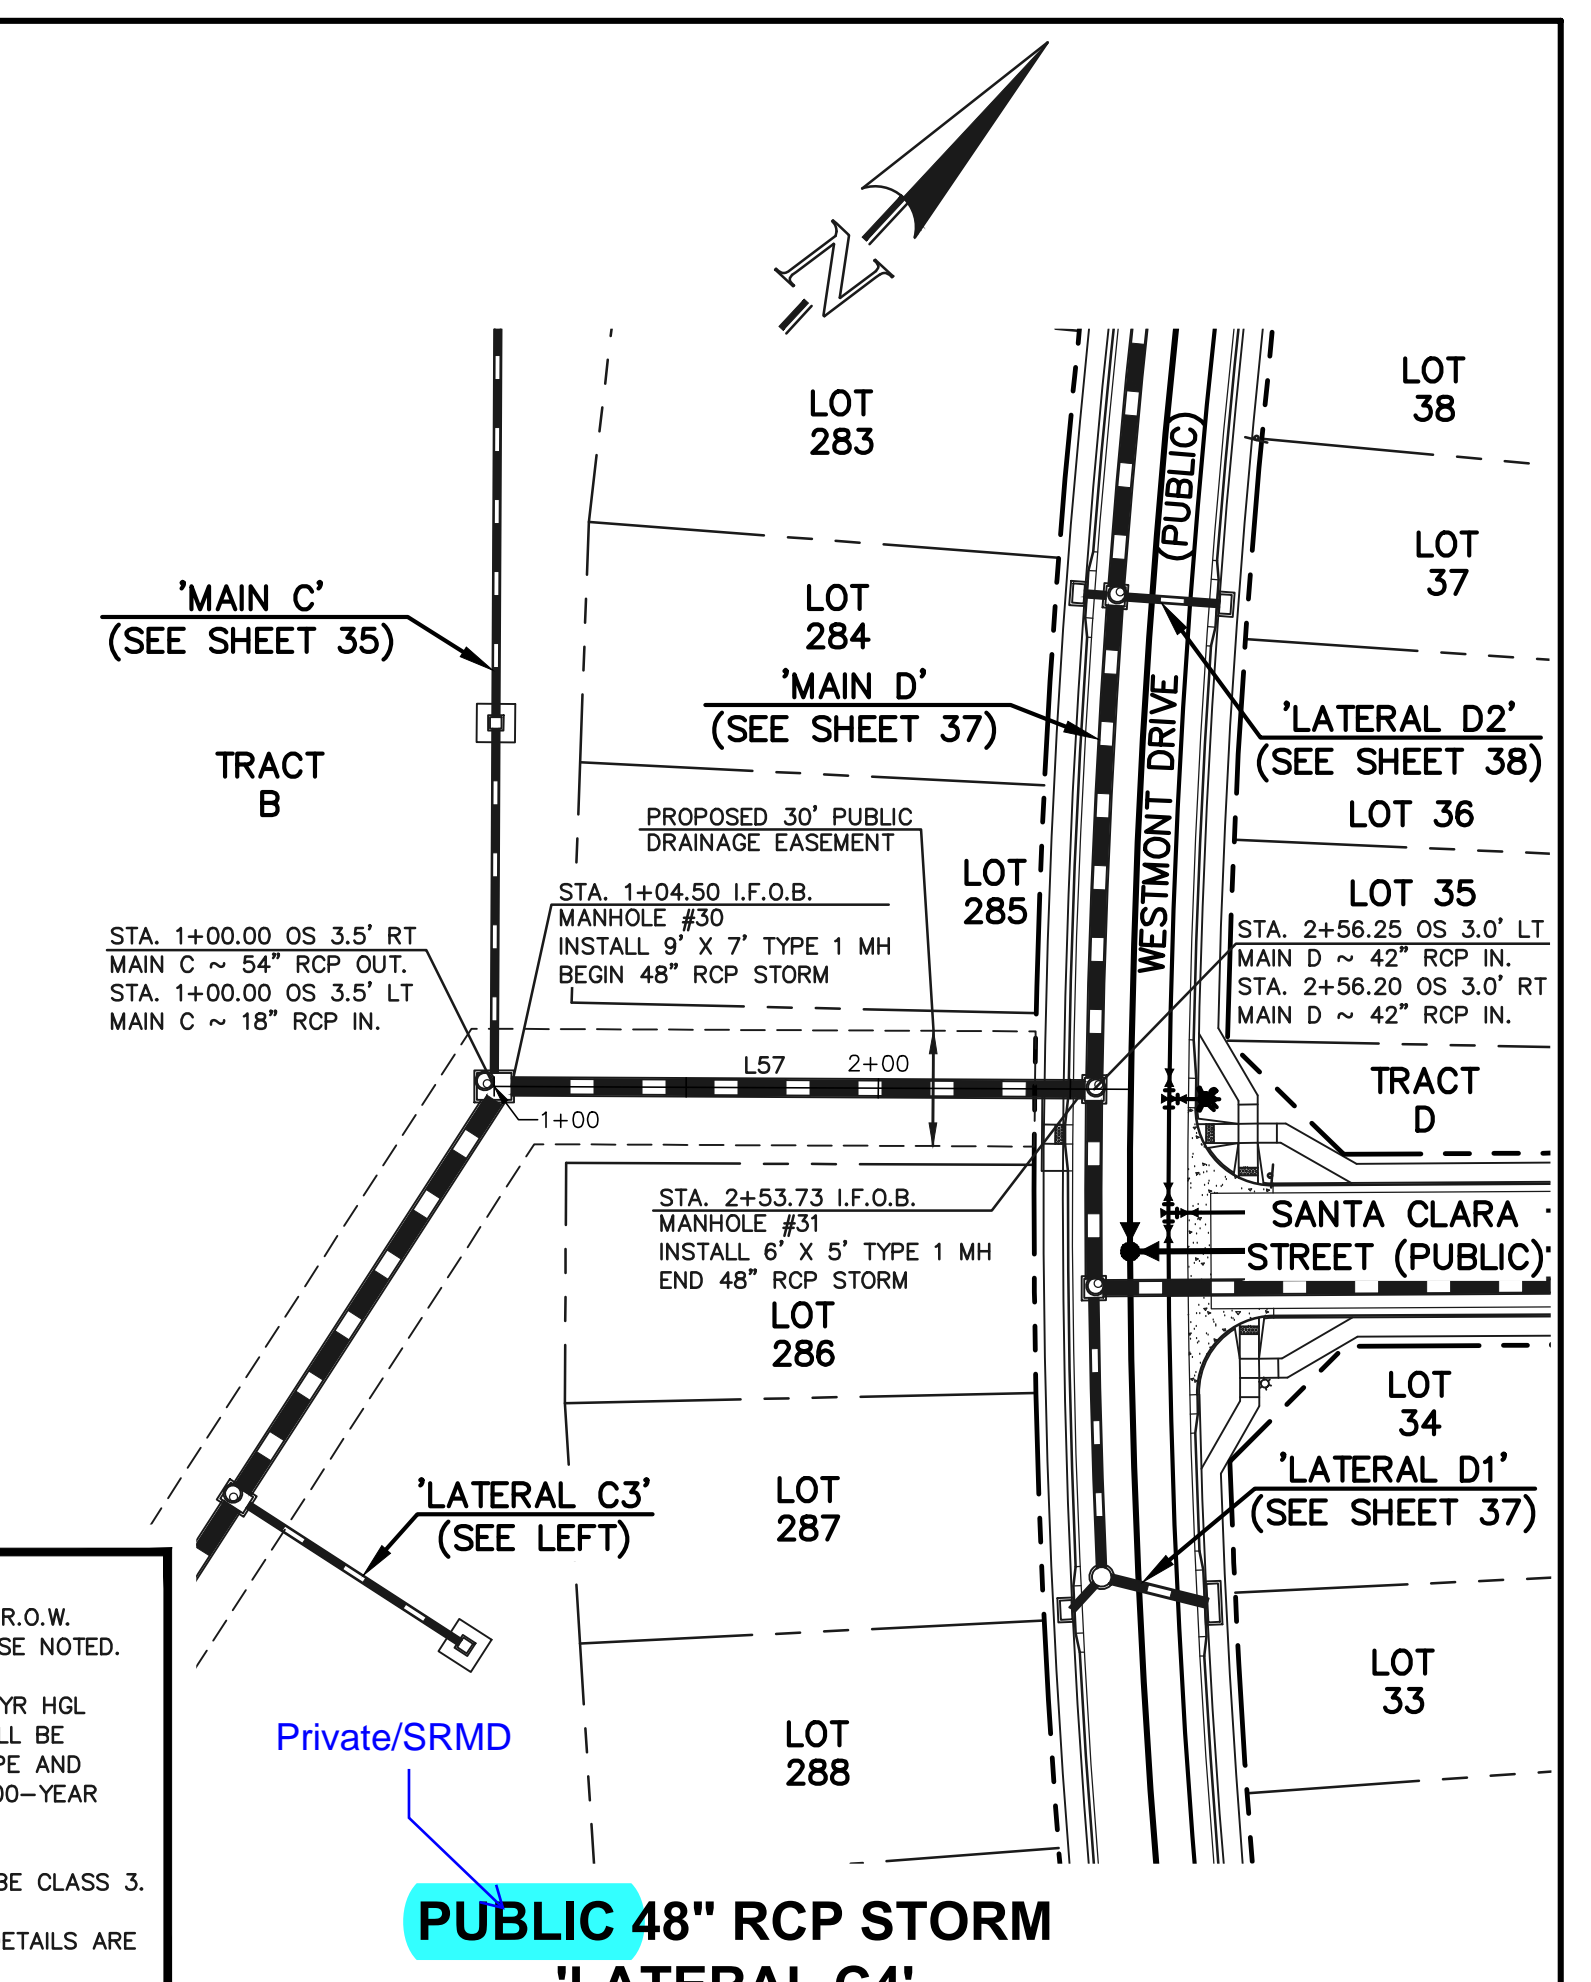 N
LOT
283
LOT
38
(PUBLIC)
LOT
37
'MAIN C'
(SEE SHEET 35)
LOT
284
'MAIN D'
(SEE SHEET 37)
WESTMONT DRIVE
'LATERAL D2'
(SEE SHEET 38)
TRACT
B
LOT 36
PROPOSED 30' PUBLIC
DRAINAGE EASEMENT
LOT
285
LOT 35
STA. 1+04.50 I.F.O.B.
MANHOLE #30
INSTALL 9' X 7' TYPE 1 MH
BEGIN 48" RCP STORM
STA. 1+00.00 OS 3.5' RT
MAIN C ~ 54" RCP OUT.
STA. 1+00.00 OS 3.5' LT
MAIN C ~ 18" RCP IN.
STA. 2+56.25 OS 3.0' LT
MAIN D ~ 42" RCP IN.
STA. 2+56.20 OS 3.0' RT
MAIN D ~ 42" RCP IN.
L57
2+00
1+00
TRACT
D
STA. 2+53.73 I.F.O.B.
MANHOLE #31
INSTALL 6' X 5' TYPE 1 MH
END 48" RCP STORM
SANTA CLARA
STREET (PUBLIC)
LOT
286
LOT
34
'LATERAL C3'
(SEE LEFT)
LOT
287
'LATERAL D1'
(SEE SHEET 37)
R.O.W.
SE NOTED.
YR HGL
LL BE
PE AND
00-YEAR
BE CLASS 3.
ETAILS ARE
LOT
33
Private/SRMD
LOT
288
PUBLIC 48" RCP STORM
'LATERAL C4'